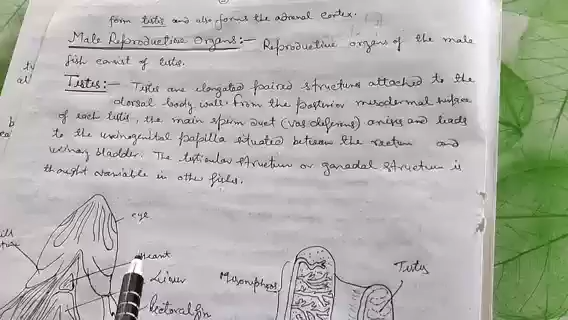 form testis and also forms the adrenal cortex.
Male Reproductive Organs:- Reproductive organs of the male
fish consist of testis.
Testes:- Testis are elongated paired structures attached to the
dorsal body wall. From the posterior mesodermal surface
of each testis, the main sperm duct (vas deferens) arises and leads
to the urinogenital papilla situated between the rectum and
urinary bladder. The testicular structure or gonadal structure is
thought variable in other fishes.
eye
heart
Liver
Pectoral fin
Mesonephros
Testis